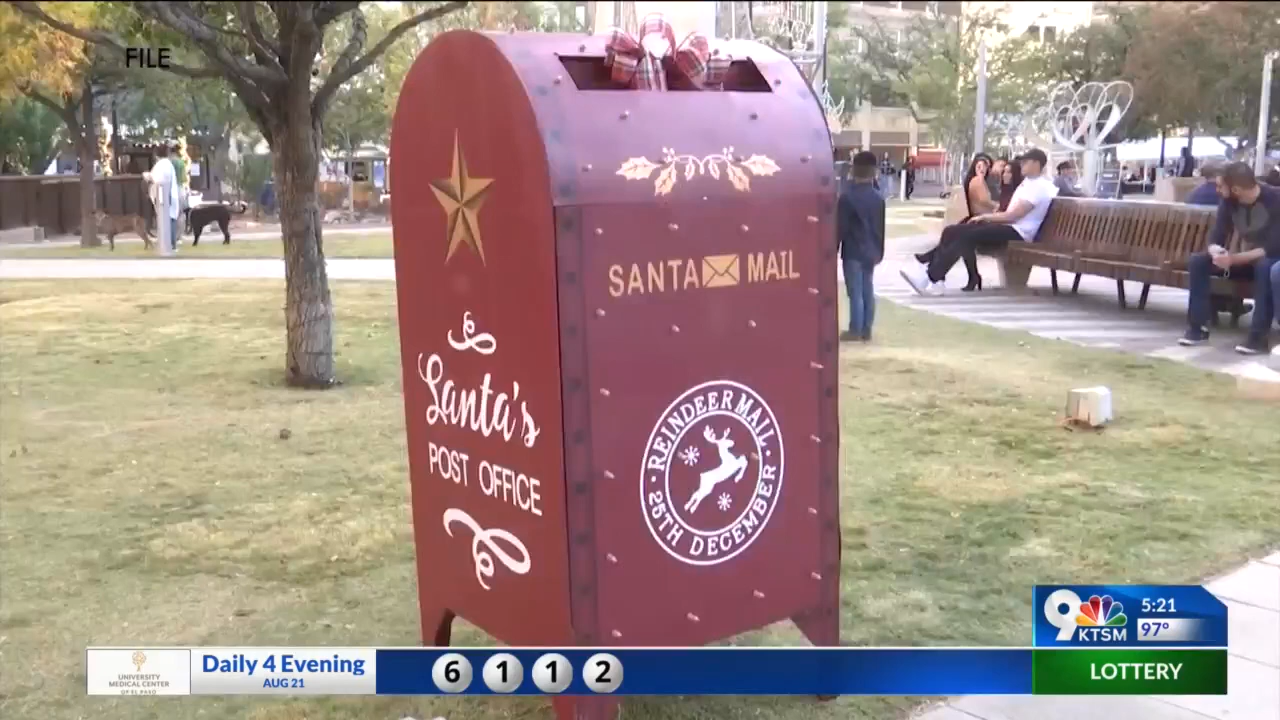 FILE
SANTA MAIL
Santa's
POST OFFICE
REINDEER MAIL
25TH DECEMBER
9 KTSM
5:21
97°
UNIVERSITY
MEDICAL CENTER
OF EL PASO
Daily 4 Evening
AUG 21
6 1 1 2
LOTTERY